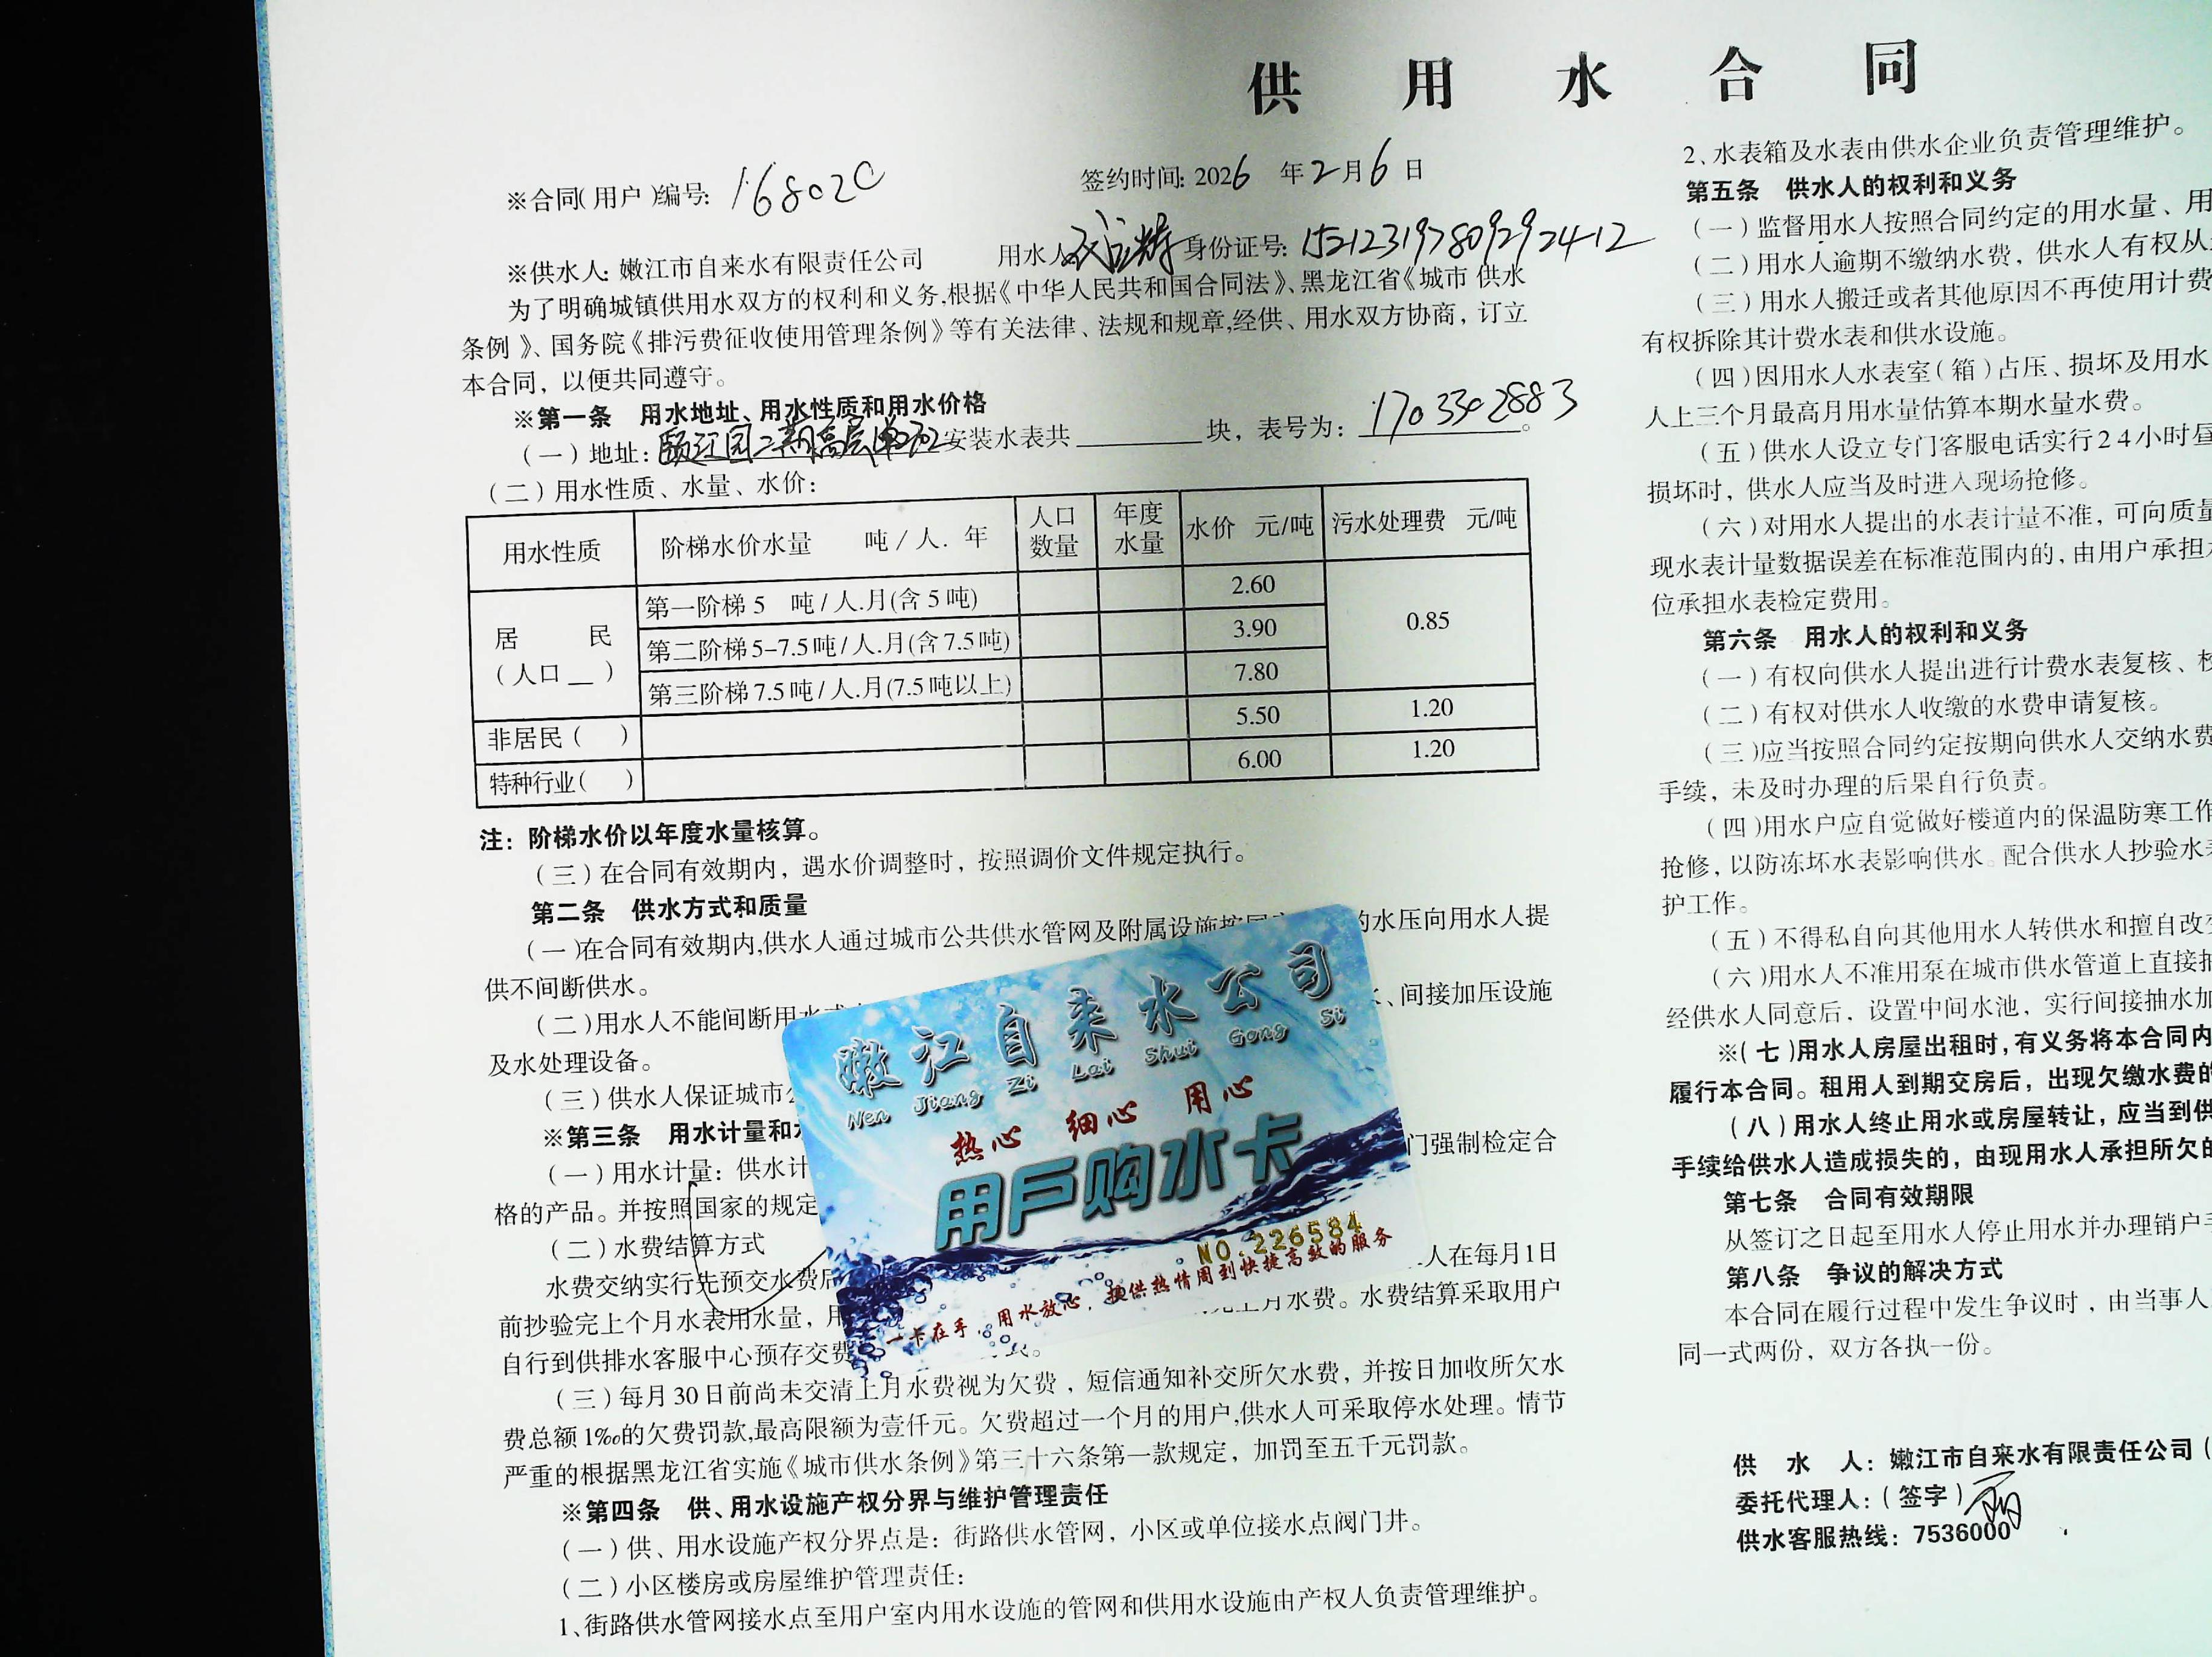 供用水合同
※合同(用户)编号: 168020
签约时间: 2026年2月6日
※供水人: 嫩江市自来水有限责任公司 用水人 身份证号: 152123197809292412
为了明确城镇供用水双方的权利和义务,根据《中华人民共和国合同法》、黑龙江省《城市 供水
条例》、国务院《排污费征收使用管理条例》等有关法律、法规和规章,经供、用水双方协商，订立
本合同，以便共同遵守。
※第一条 用水地址、用水性质和用水价格
(一)地址: 颐江园二期高层 安装水表共 块，表号为: 1703302883。
(二)用水性质、水量、水价:
用水性质 阶梯水价水量 吨/人.年 人口数量 年度水量 水价 元/吨 污水处理费 元/吨
居民(人口__)
第一阶梯5 吨/人.月(含5吨) 2.60 0.85
第二阶梯5-7.5吨/人.月(含7.5吨) 3.90
第三阶梯7.5吨/人.月(7.5吨以上) 7.80
非居民( ) 5.50 1.20
特种行业( ) 6.00 1.20
注: 阶梯水价以年度水量核算。
(三)在合同有效期内，遇水价调整时，按照调价文件规定执行。
第二条 供水方式和质量
(一)在合同有效期内,供水人通过城市公共供水管网及附属设施按 的水压向用水人提
供不间断供水。
(二)用水人不能间断用水 、间接加压设施
及水处理设备。
(三)供水人保证城市
※第三条 用水计量和
(一)用水计量: 供水计 门强制检定合
格的产品。并按照国家的规定
(二)水费结算方式
水费交纳实行先预交水费后 人在每月1日
前抄验完上个月水表用水量，用 上月水费。水费结算采取用户
自行到供排水客服中心预存交费 。
(三)每月30日前尚未交清上月水费视为欠费，短信通知补交所欠水费，并按日加收所欠水
费总额1‰的欠费罚款,最高限额为壹仟元。欠费超过一个月的用户,供水人可采取停水处理。情节
严重的根据黑龙江省实施《城市供水条例》第三十六条第一款规定，加罚至五千元罚款。
※第四条 供、用水设施产权分界与维护管理责任
(一)供、用水设施产权分界点是: 街路供水管网，小区或单位接水点阀门井。
(二)小区楼房或房屋维护管理责任:
1、街路供水管网接水点至用户室内用水设施的管网和供用水设施由产权人负责管理维护。
嫩江自来水公司
Nen Jiang Zi Lai Shui Gong Si
热心 细心 用心
用户购水卡
NO.226584
一卡在手，用水放心，提供热情周到快捷高效的服务
2、水表箱及水表由供水企业负责管理维护。
第五条 供水人的权利和义务
(一)监督用水人按照合同约定的用水量、用
(二)用水人逾期不缴纳水费，供水人有权从
(三)用水人搬迁或者其他原因不再使用计费
有权拆除其计费水表和供水设施。
(四)因用水人水表室(箱)占压、损坏及用水
人上三个月最高月用水量估算本期水量水费。
(五)供水人设立专门客服电话实行24小时昼
损坏时，供水人应当及时进入现场抢修。
(六)对用水人提出的水表计量不准，可向质量
现水表计量数据误差在标准范围内的,由用户承担
位承担水表检定费用。
第六条 用水人的权利和义务
(一)有权向供水人提出进行计费水表复核、校
(二)有权对供水人收缴的水费申请复核。
(三)应当按照合同约定按期向供水人交纳水费
手续，未及时办理的后果自行负责。
(四)用水户应自觉做好楼道内的保温防寒工作
抢修，以防冻坏水表影响供水。配合供水人抄验水表
护工作。
(五)不得私自向其他用水人转供水和擅自改变
(六)用水人不准用泵在城市供水管道上直接抽
经供水人同意后，设置中间水池，实行间接抽水加
※(七)用水人房屋出租时,有义务将本合同内
履行本合同。租用人到期交房后，出现欠缴水费的
(八)用水人终止用水或房屋转让，应当到供
手续给供水人造成损失的，由现用水人承担所欠的
第七条 合同有效期限
从签订之日起至用水人停止用水并办理销户手
第八条 争议的解决方式
本合同在履行过程中发生争议时，由当事人
同一式两份，双方各执一份。
供水人: 嫩江市自来水有限责任公司(
委托代理人:(签字)
供水客服热线: 7536000